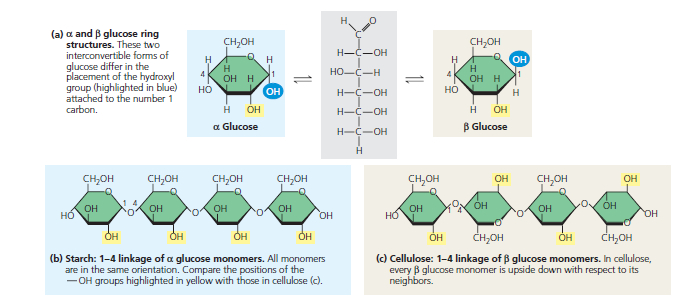 (a) α and β glucose ring
structures. These two
interconvertible forms of
glucose differ in the
placement of the hydroxyl
group (highlighted in blue)
attached to the number 1
carbon.
CH₂OH
O
H H
H
4 OH H 1
HO OH
H OH
α Glucose
H O
C
H—C—OH
HO—C—H
H—C—OH
H—C—OH
H—C—OH
H
CH₂OH
O OH
H
H
4 OH H 1
HO H
H OH
β Glucose
CH₂OH CH₂OH CH₂OH CH₂OH
O O O O
OH 1 4 OH OH OH
HO O O O OH
OH OH OH OH
(b) Starch: 1–4 linkage of α glucose monomers. All monomers
are in the same orientation. Compare the positions of the
—OH groups highlighted in yellow with those in cellulose (c).
CH₂OH OH CH₂OH OH
O O
OH O OH OH O OH
HO 1 4 O OH
O O
OH CH₂OH OH CH₂OH
(c) Cellulose: 1–4 linkage of β glucose monomers. In cellulose,
every β glucose monomer is upside down with respect to its
neighbors.